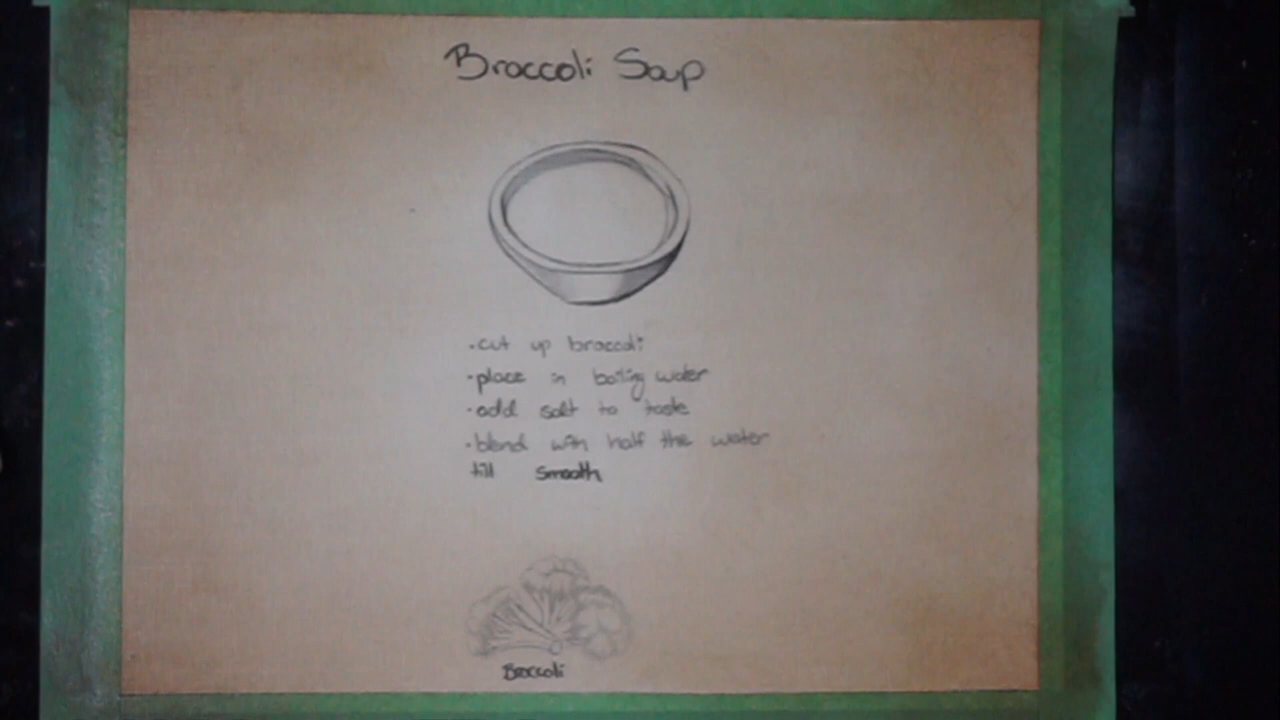 Broccoli Soup
• cut up broccoli
• place in boiling water
• add salt to taste
• blend with half the water
till smooth
Broccoli